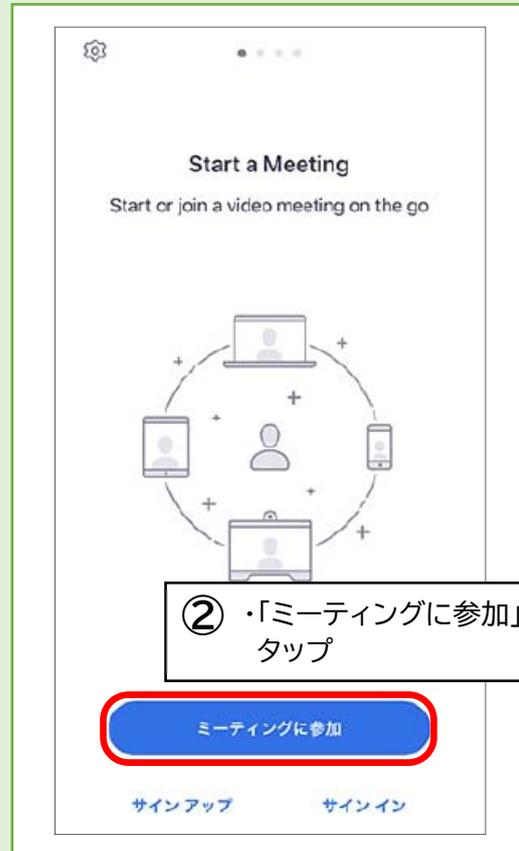 Start a Meeting
Start or join a video meeting on the go
② ・「ミーティングに参加」
タップ
ミーティングに参加
サインアップ サインイン